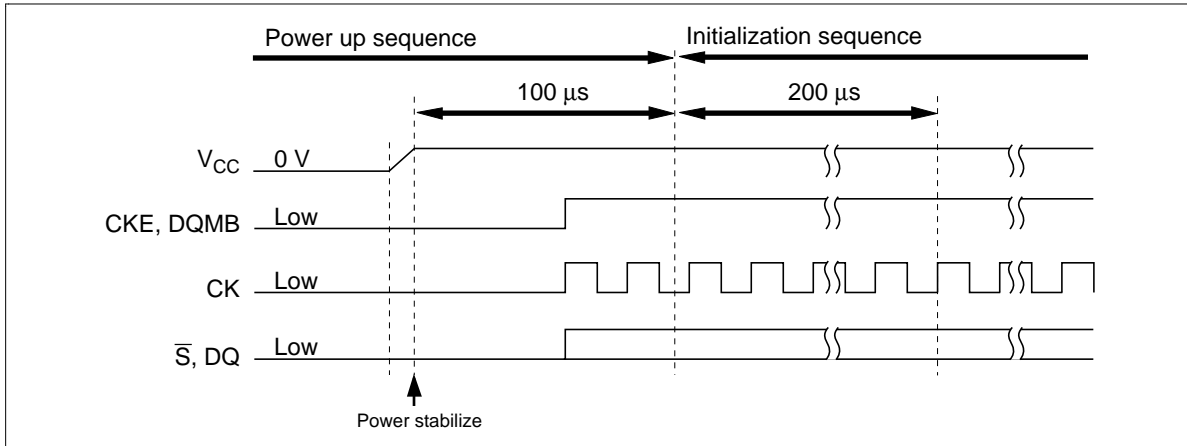 Power up sequence
Initialization sequence
100 μs
200 μs
VCC
0 V
CKE, DQMB
Low
CK
Low
S̅, DQ
Low
Power stabilize